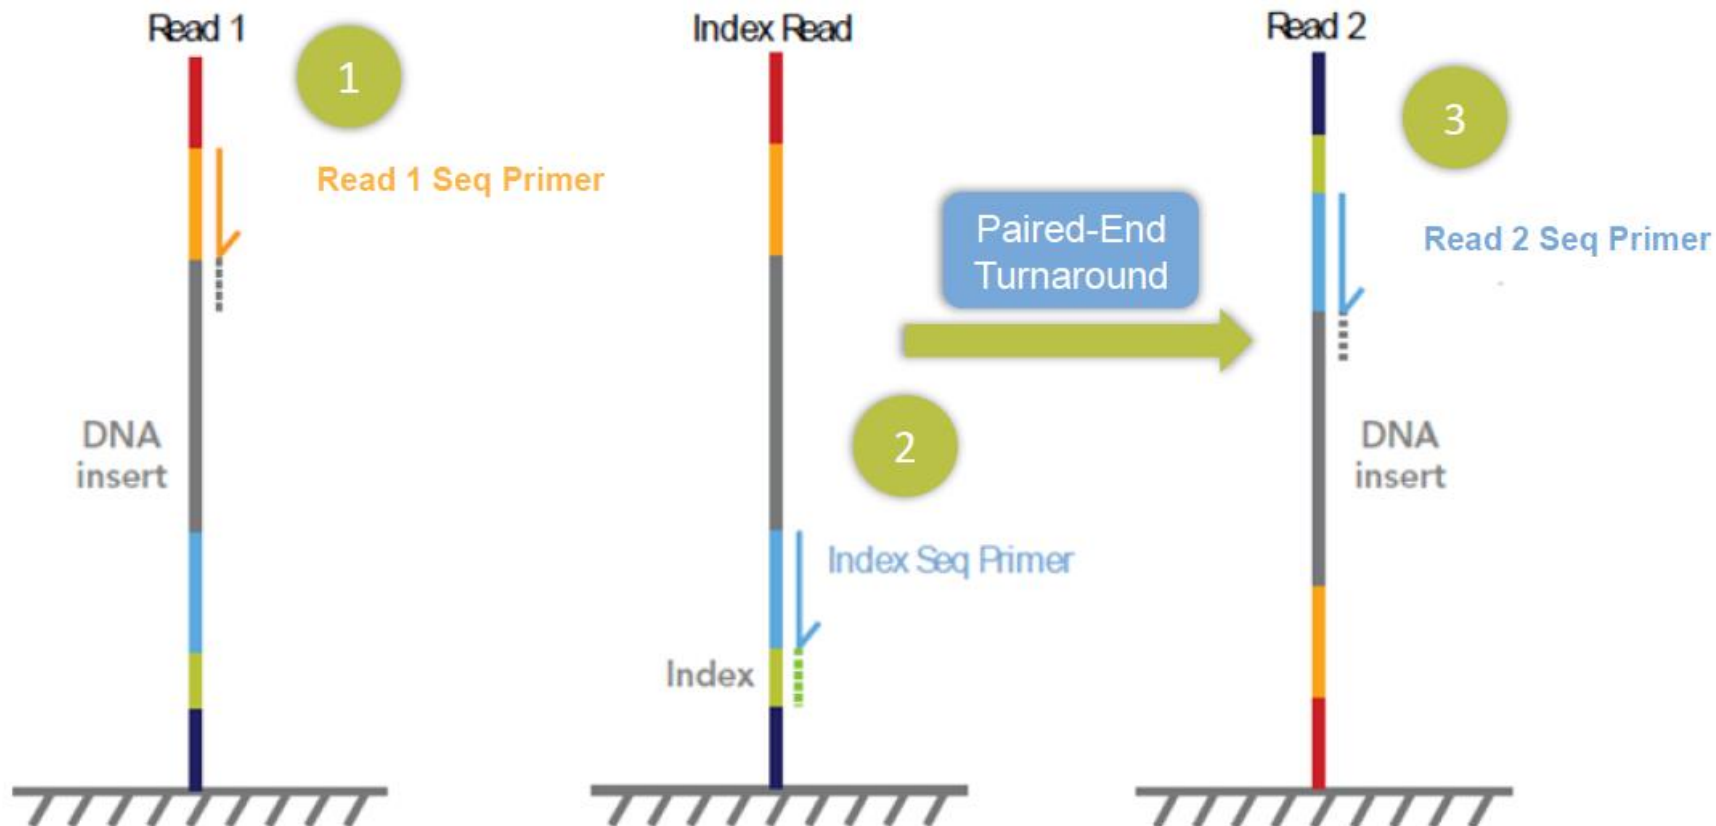 Read 1
1
Read 1 Seq Primer
DNA
insert
Index Read
Paired-End
Turnaround
2
Index Seq Primer
Index
Read 2
3
Read 2 Seq Primer
DNA
insert